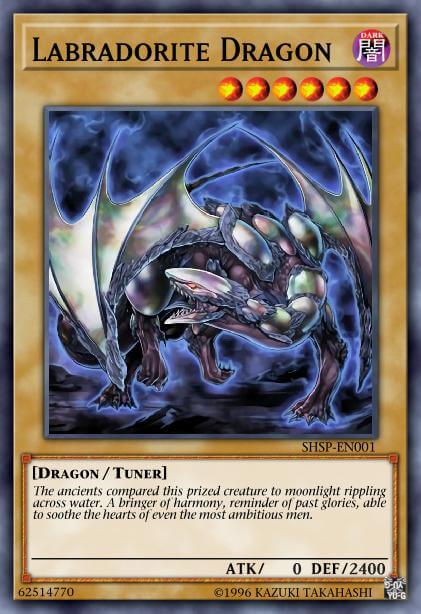 Labradorite Dragon
DARK
闇
SHSP-EN001
[Dragon / Tuner]
The ancients compared this prized creature to moonlight rippling
across water. A bringer of harmony, reminder of past glories, able
to soothe the hearts of even the most ambitious men.
ATK/ 0 DEF/2400
62514770
©1996 KAZUKI TAKAHASHI